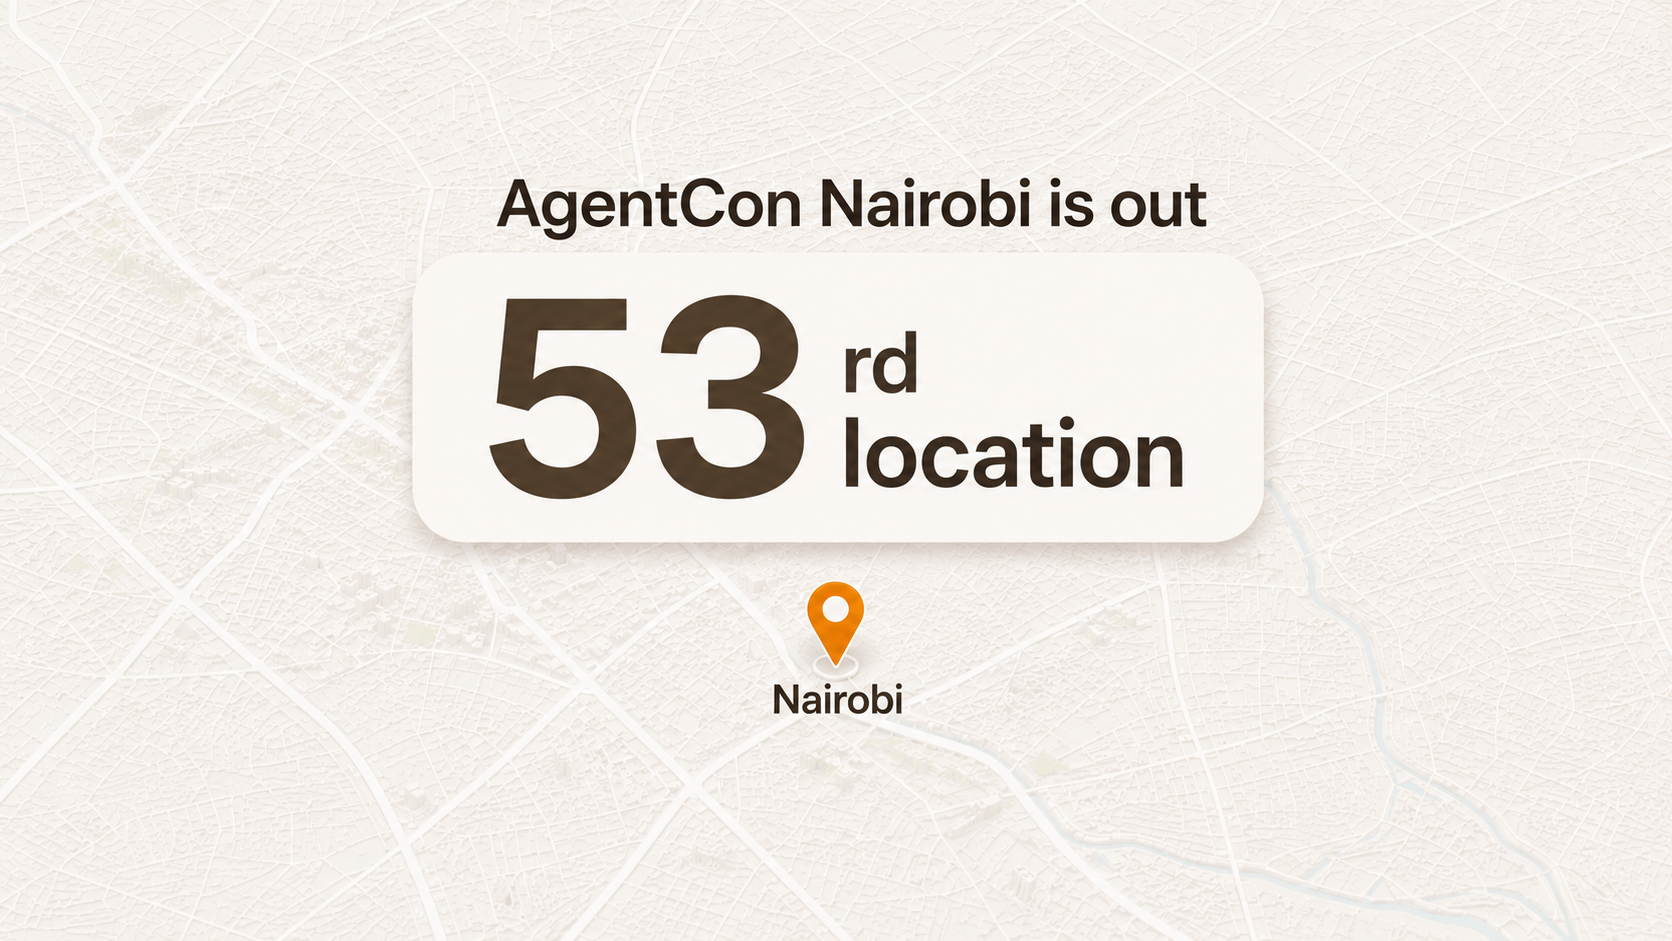 AgentCon Nairobi is out
53 rd
location
Nairobi